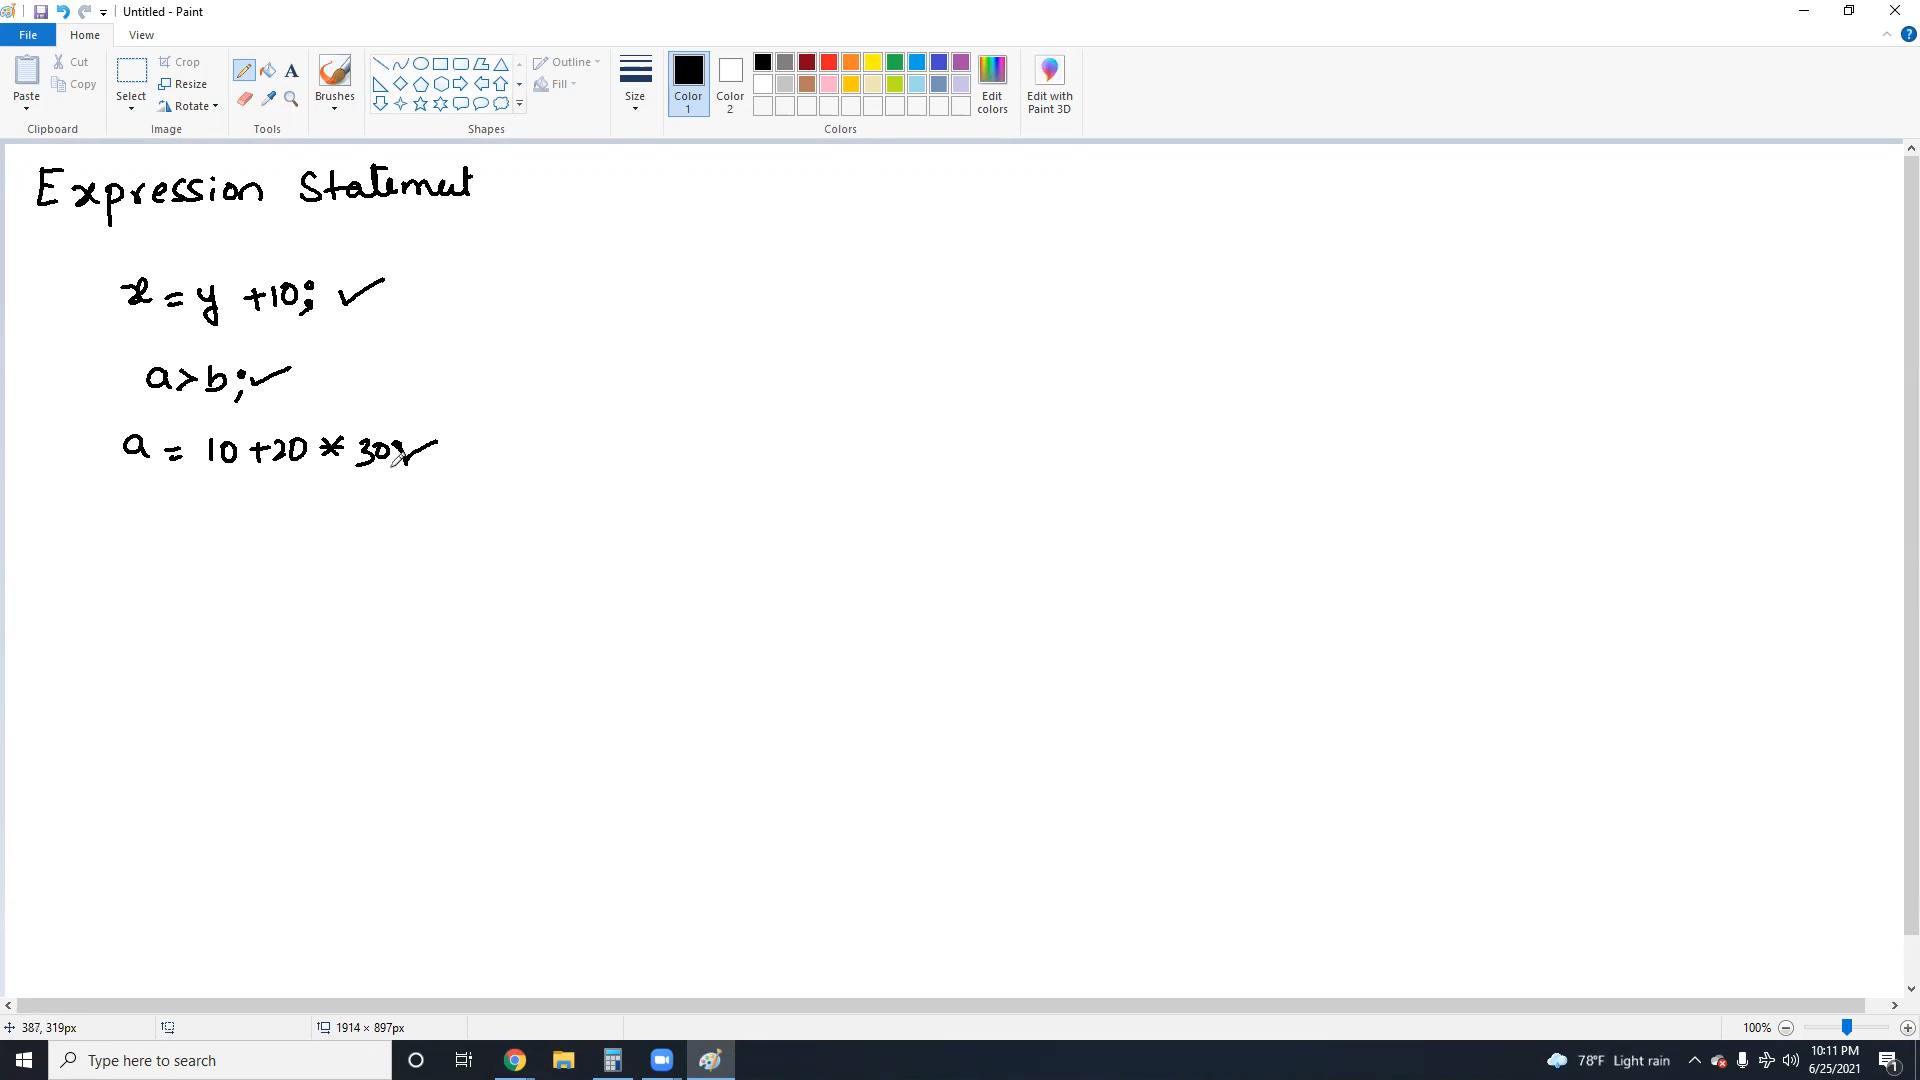 Untitled - Paint
File Home View
Paste Cut Copy Clipboard
Select Crop Resize Rotate Image
Tools
Brushes
Outline Fill Shapes
Size
Color 1 Color 2 Edit colors Colors
Edit with Paint 3D
Expression Statemut
x = y +10; ✓
a>b; ✓
a = 10 +20 * 30; ✓
387, 319px 1914 × 897px 100%
Type here to search 78°F Light rain 10:11 PM
6/25/2021 1